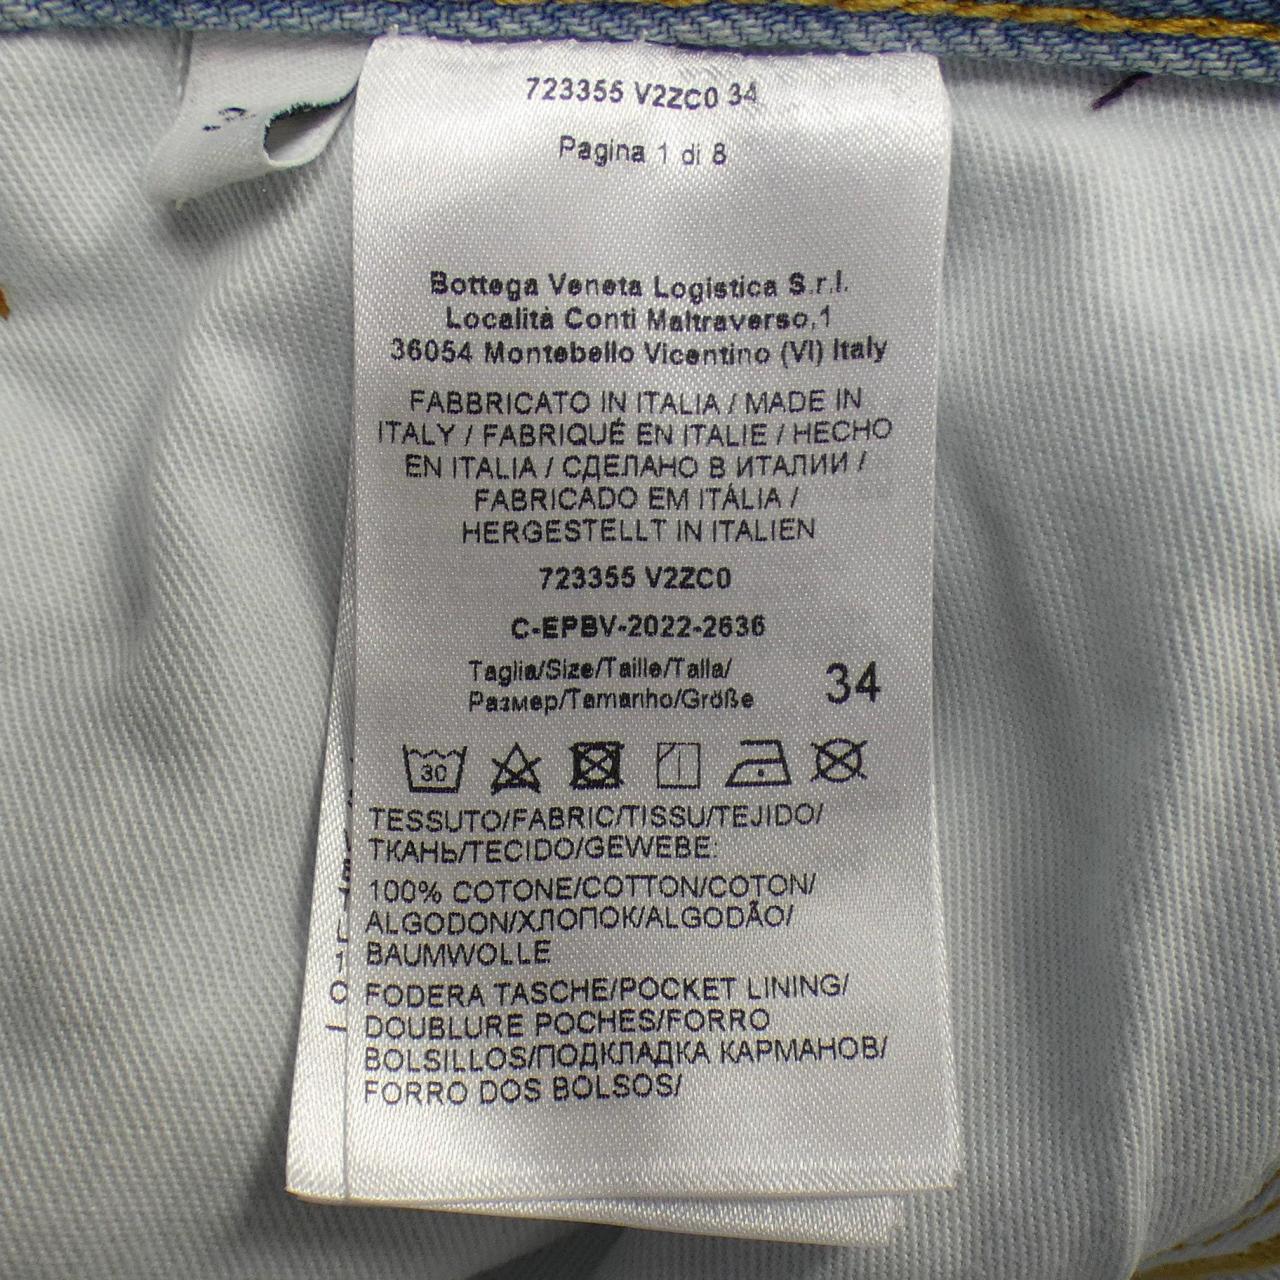 723355 V2ZC0 34
Pagina 1 di 8
Bottega Veneta Logistica S.r.l.
Località Conti Maltraverso,1
36054 Montebello Vicentino (VI) Italy
FABBRICATO IN ITALIA / MADE IN
ITALY / FABRIQUÉ EN ITALIE / HECHO
EN ITALIA / СДЕЛАНО В ИТАЛИИ /
FABRICADO EM ITÁLIA /
HERGESTELLT IN ITALIEN
723355 V2ZC0
C-EPBV-2022-2636
Taglia/Size/Taille/Talla/
Размер/Tamanho/Größe
34
30
TESSUTO/FABRIC/TISSU/TEJIDO/
ТКАНЬ/TECIDO/GEWEBE:
100% COTONE/COTTON/COTON/
ALGODON/ХЛОПОК/ALGODÃO/
BAUMWOLLE
FODERA TASCHE/POCKET LINING/
DOUBLURE POCHES/FORRO
BOLSILLOS/ПОДКЛАДКА КАРМАНОВ/
FORRO DOS BOLSOS/